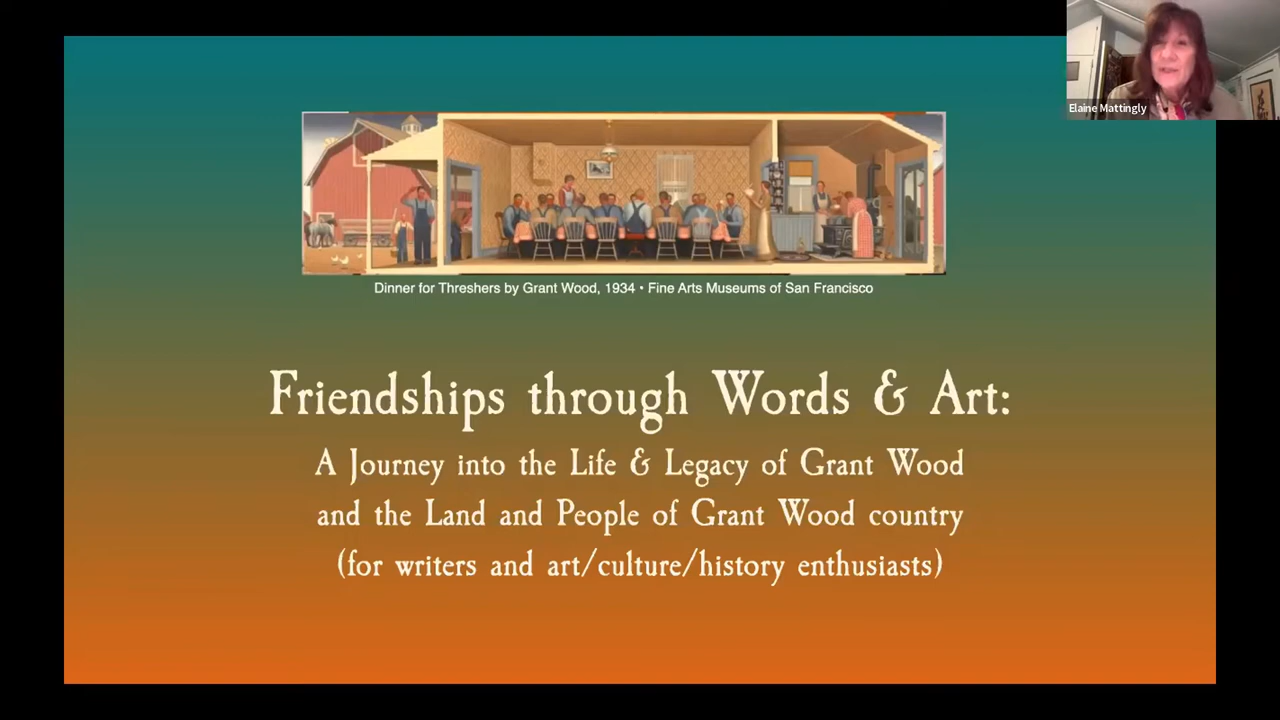 Elaine Mattingly
Dinner for Threshers by Grant Wood, 1934 • Fine Arts Museums of San Francisco
Friendships through Words & Art:
A Journey into the Life & Legacy of Grant Wood
and the Land and People of Grant Wood country
(for writers and art/culture/history enthusiasts)